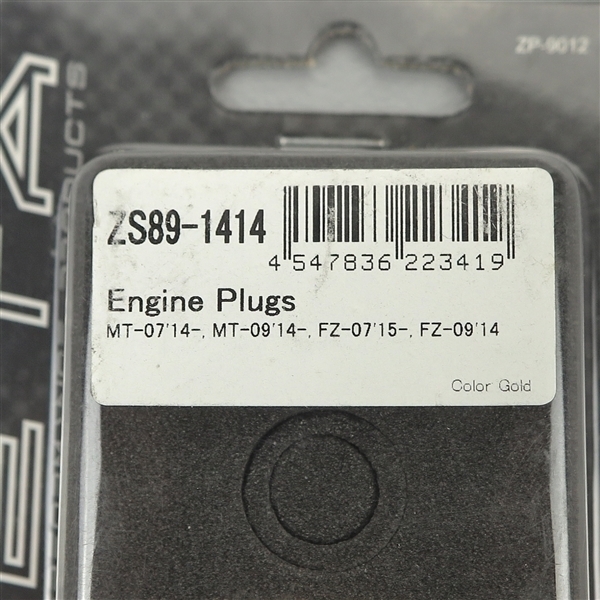 ZP-9012
ZS89-1414
4 547836 223419
Engine Plugs
MT-07'14-, MT-09'14-, FZ-07'15-, FZ-09'14
Color Gold